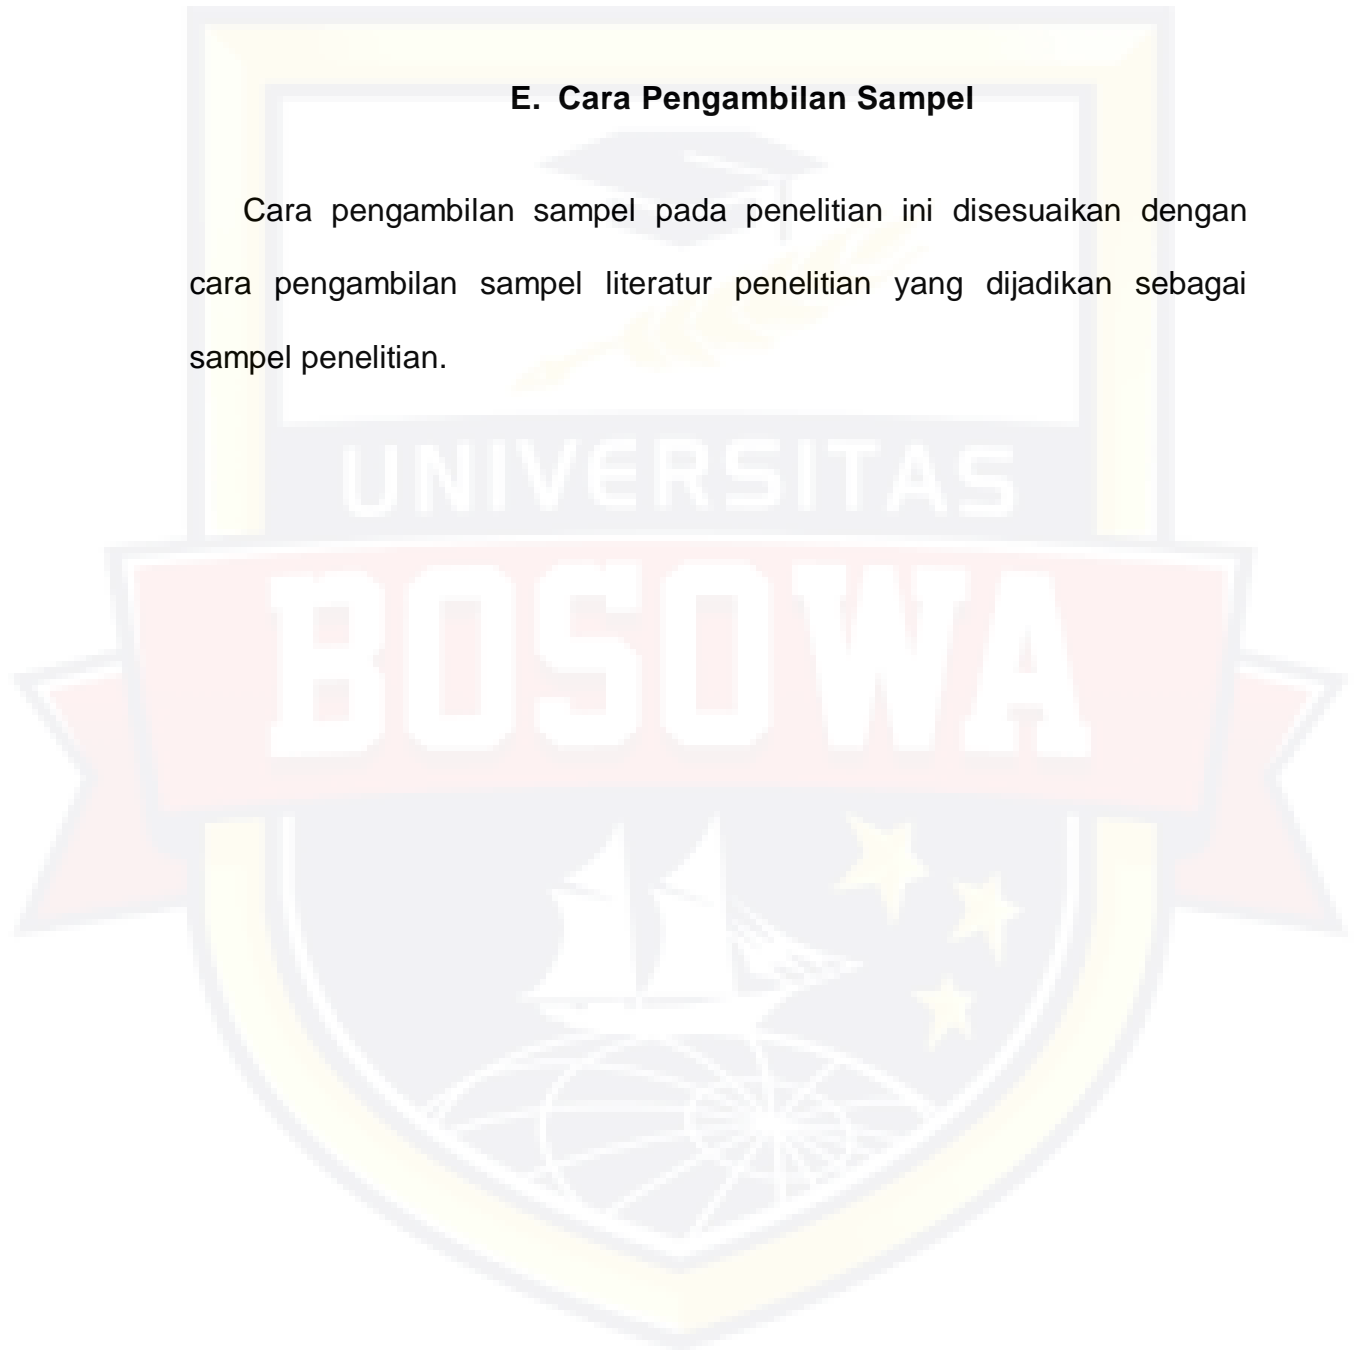 E. Cara Pengambilan Sampel
Cara pengambilan sampel pada penelitian ini disesuaikan dengan
cara pengambilan sampel literatur penelitian yang dijadikan sebagai
sampel penelitian.
UNIVERSITAS
BOSOWA